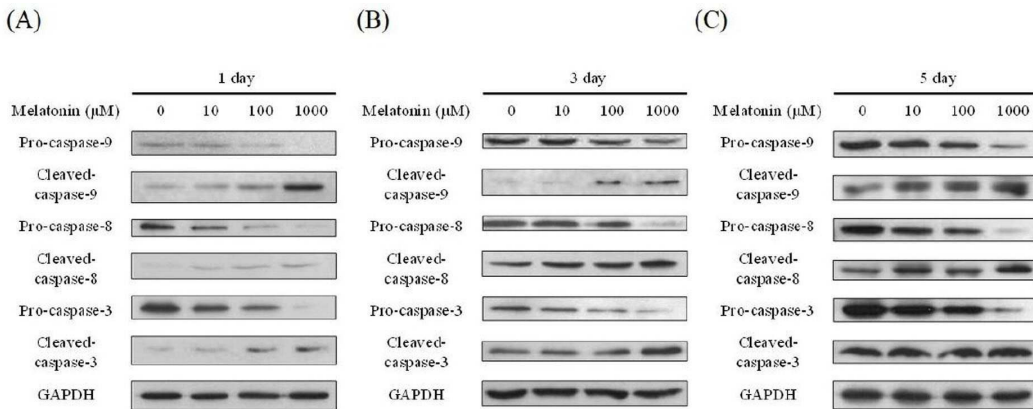 (A)
1 day
Melatonin (μM) 0 10 100 1000
Pro-caspase-9
Cleaved-
caspase-9
Pro-caspase-8
Cleaved-
caspase-8
Pro-caspase-3
Cleaved-
caspase-3
GAPDH
(B)
3 day
Melatonin (μM) 0 10 100 1000
Pro-caspase-9
Cleaved-
caspase-9
Pro-caspase-8
Cleaved-
caspase-8
Pro-caspase-3
Cleaved-
caspase-3
GAPDH
(C)
5 day
Melatonin (μM) 0 10 100 1000
Pro-caspase-9
Cleaved-
caspase-9
Pro-caspase-8
Cleaved-
caspase-8
Pro-caspase-3
Cleaved-
caspase-3
GAPDH